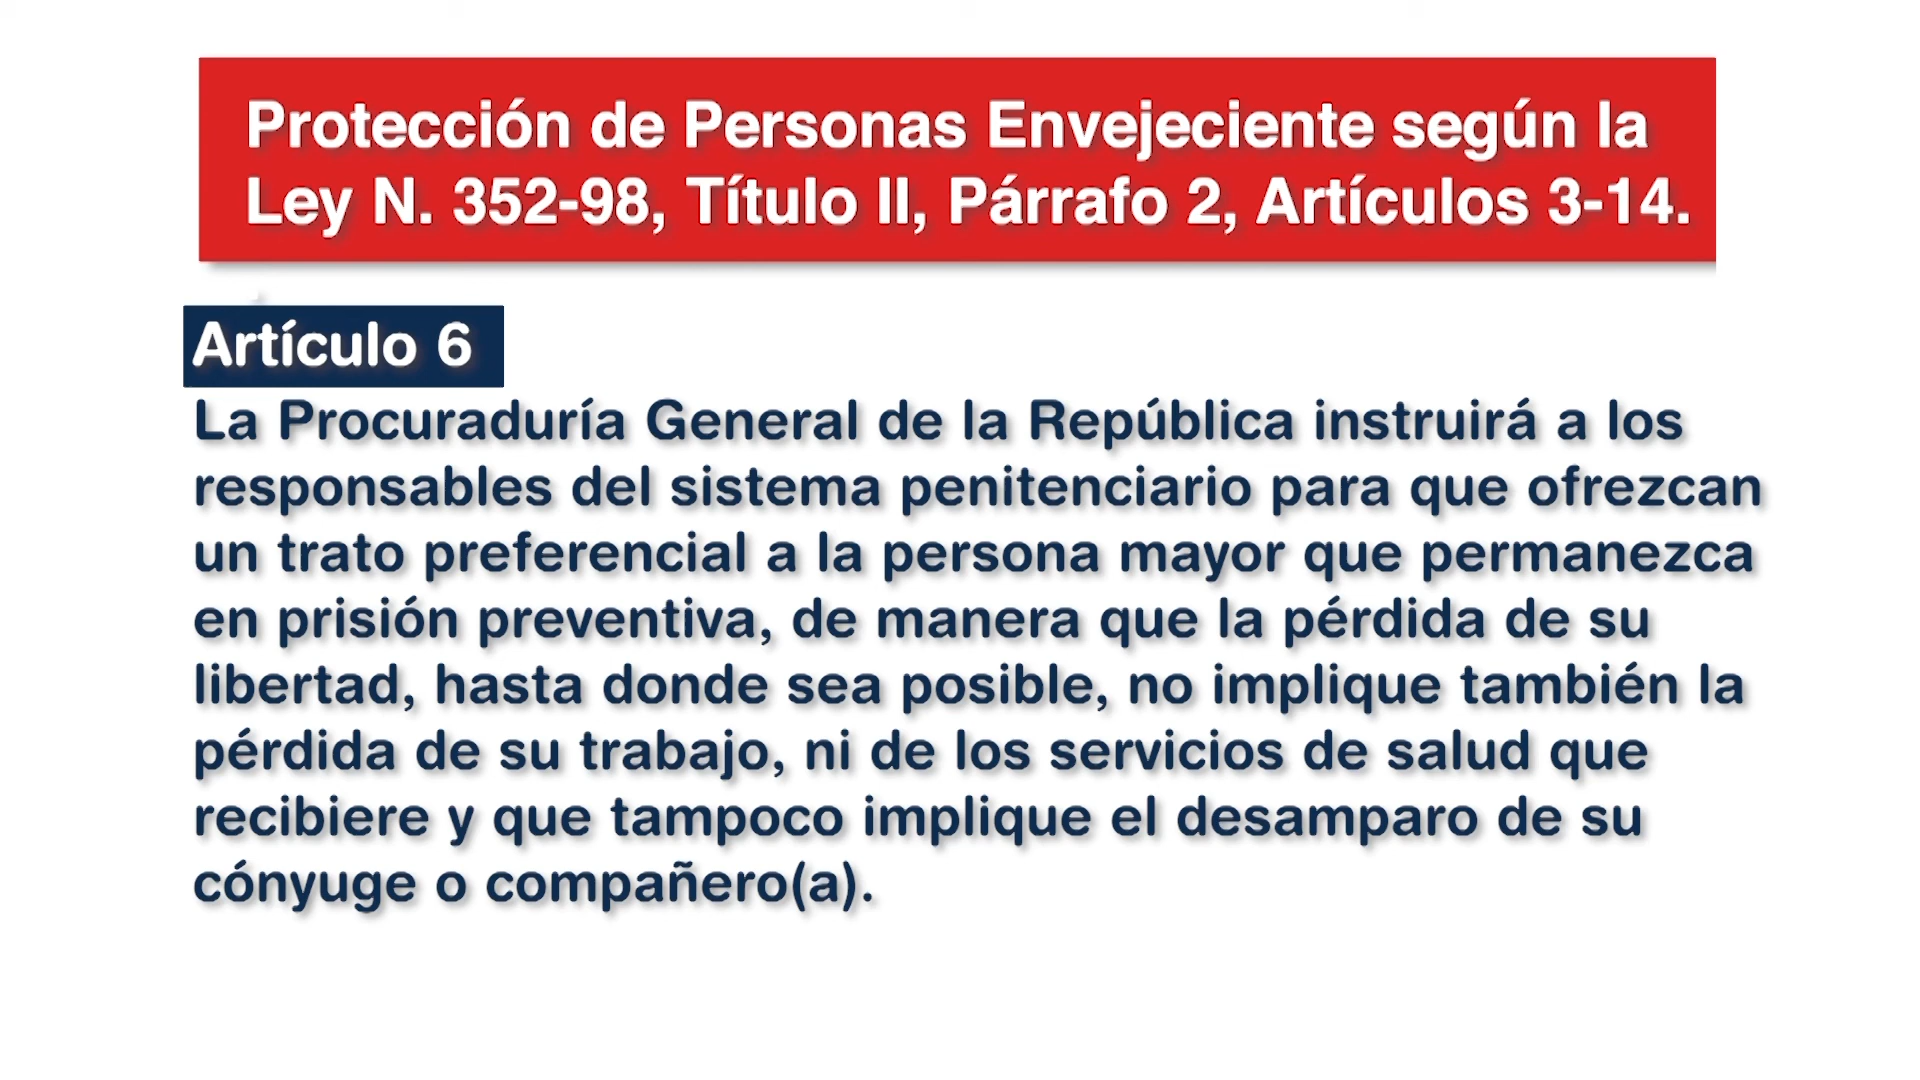 Protección de Personas Envejeciente según la
Ley N. 352-98, Título II, Párrafo 2, Artículos 3-14.
Artículo 6
La Procuraduría General de la República instruirá a los
responsables del sistema penitenciario para que ofrezcan
un trato preferencial a la persona mayor que permanezca
en prisión preventiva, de manera que la pérdida de su
libertad, hasta donde sea posible, no implique también la
pérdida de su trabajo, ni de los servicios de salud que
recibiere y que tampoco implique el desamparo de su
cónyuge o compañero(a).